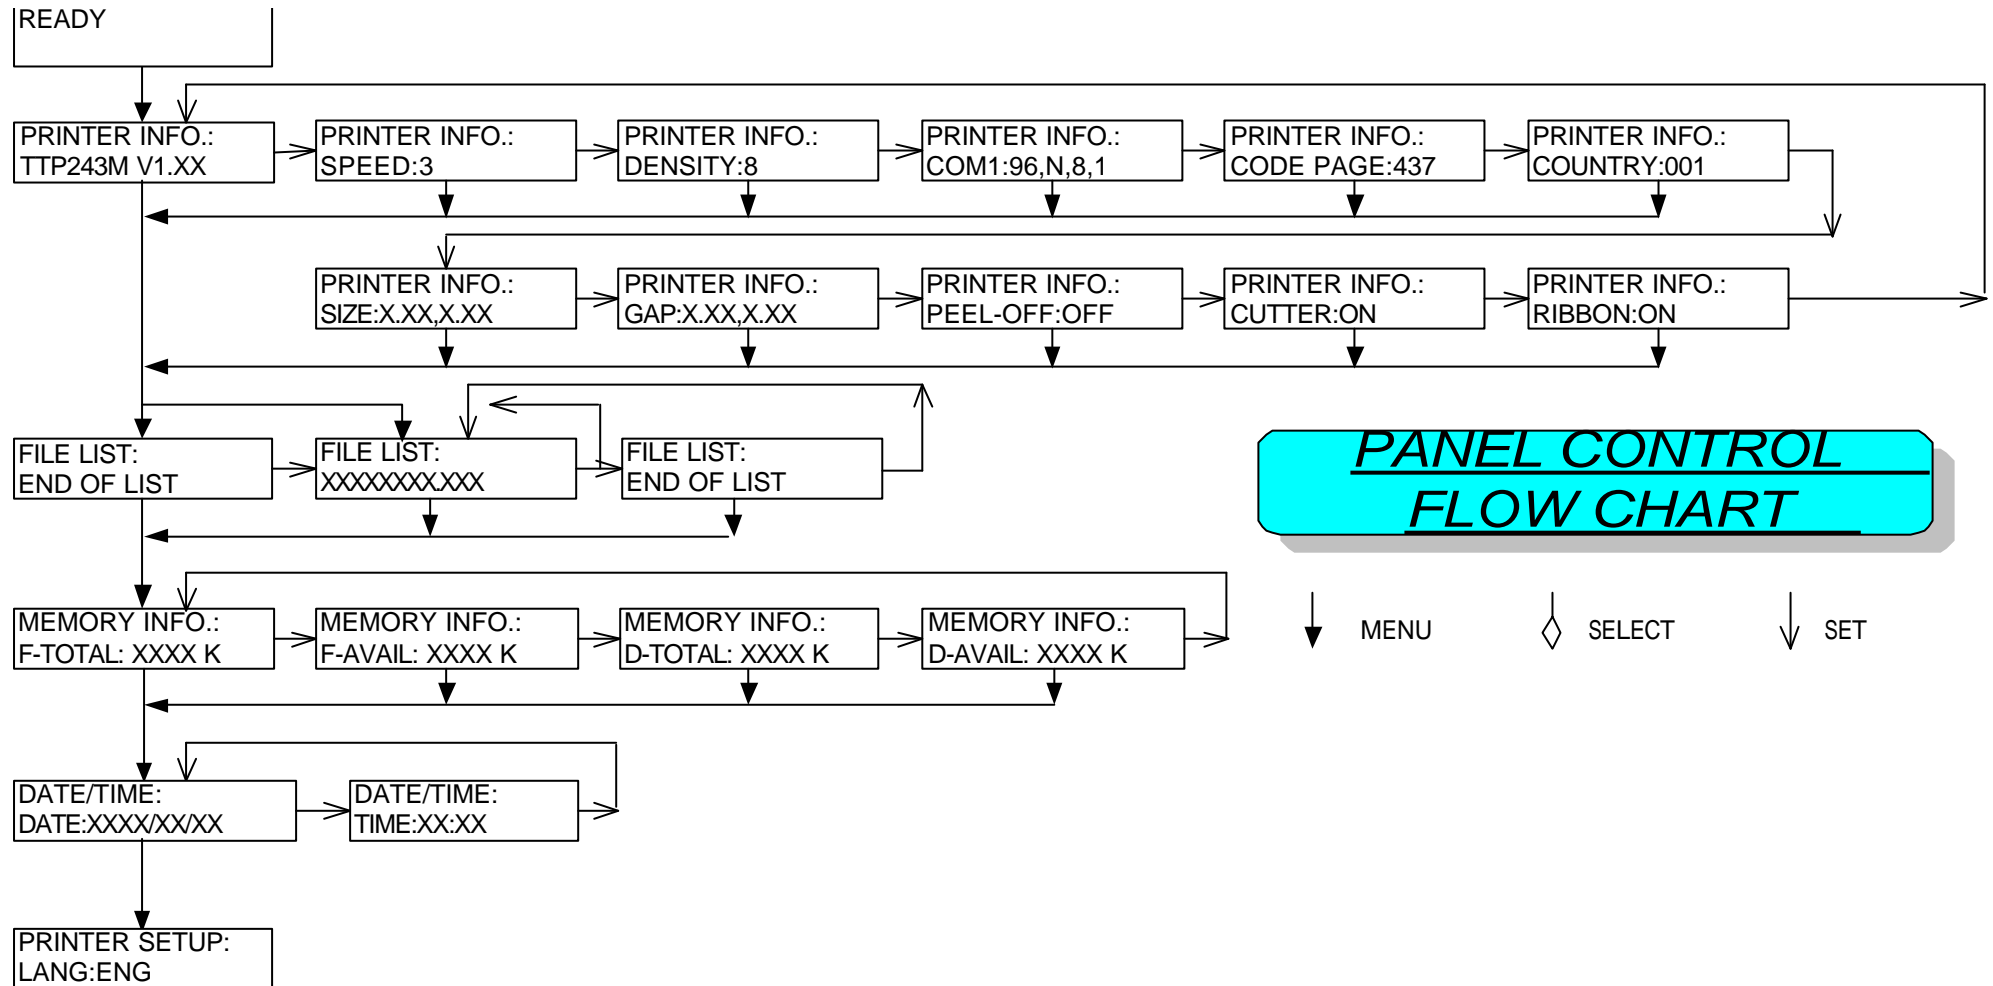 READY
PRINTER INFO.:
TTP243M V1.XX
PRINTER INFO.:
SPEED:3
PRINTER INFO.:
DENSITY:8
PRINTER INFO.:
COM1:96,N,8,1
PRINTER INFO.:
CODE PAGE:437
PRINTER INFO.:
COUNTRY:001
PRINTER INFO.:
SIZE:X.XX,X.XX
PRINTER INFO.:
GAP:X.XX,X.XX
PRINTER INFO.:
PEEL-OFF:OFF
PRINTER INFO.:
CUTTER:ON
PRINTER INFO.:
RIBBON:ON
FILE LIST:
END OF LIST
FILE LIST:
XXXXXXXX.XXX
FILE LIST:
END OF LIST
PANEL CONTROL
FLOW CHART
MEMORY INFO.:
F-TOTAL: XXXX K
MEMORY INFO.:
F-AVAIL: XXXX K
MEMORY INFO.:
D-TOTAL: XXXX K
MEMORY INFO.:
D-AVAIL: XXXX K
MENU
SELECT
SET
DATE/TIME:
DATE:XXXX/XX/XX
DATE/TIME:
TIME:XX:XX
PRINTER SETUP:
LANG:ENG